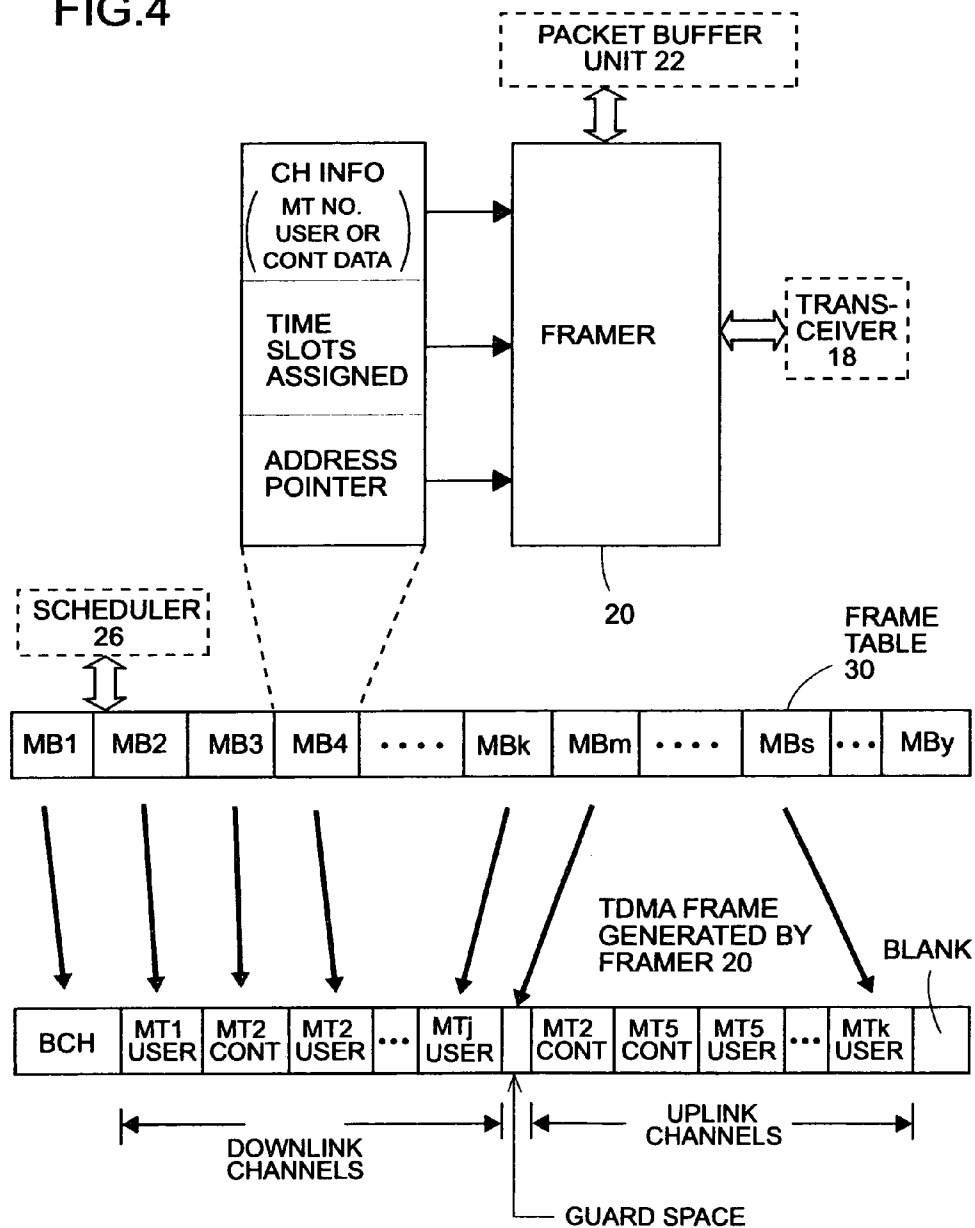 FIG.4
PACKET BUFFER
UNIT 22
CH INFO
( MT NO.
USER OR
CONT DATA )
TIME
SLOTS
ASSIGNED
ADDRESS
POINTER
FRAMER
TRANS-
CEIVER
18
20
SCHEDULER
26
FRAME
TABLE
30
MB1 MB2 MB3 MB4 •••• MBk MBm •••• MBs ••• MBy
TDMA FRAME
GENERATED BY
FRAMER 20
BLANK
BCH
MT1
USER
MT2
CONT
MT2
USER
•••
MTj
USER
MT2
CONT
MT5
CONT
MT5
USER
•••
MTk
USER
DOWNLINK
CHANNELS
UPLINK
CHANNELS
GUARD SPACE